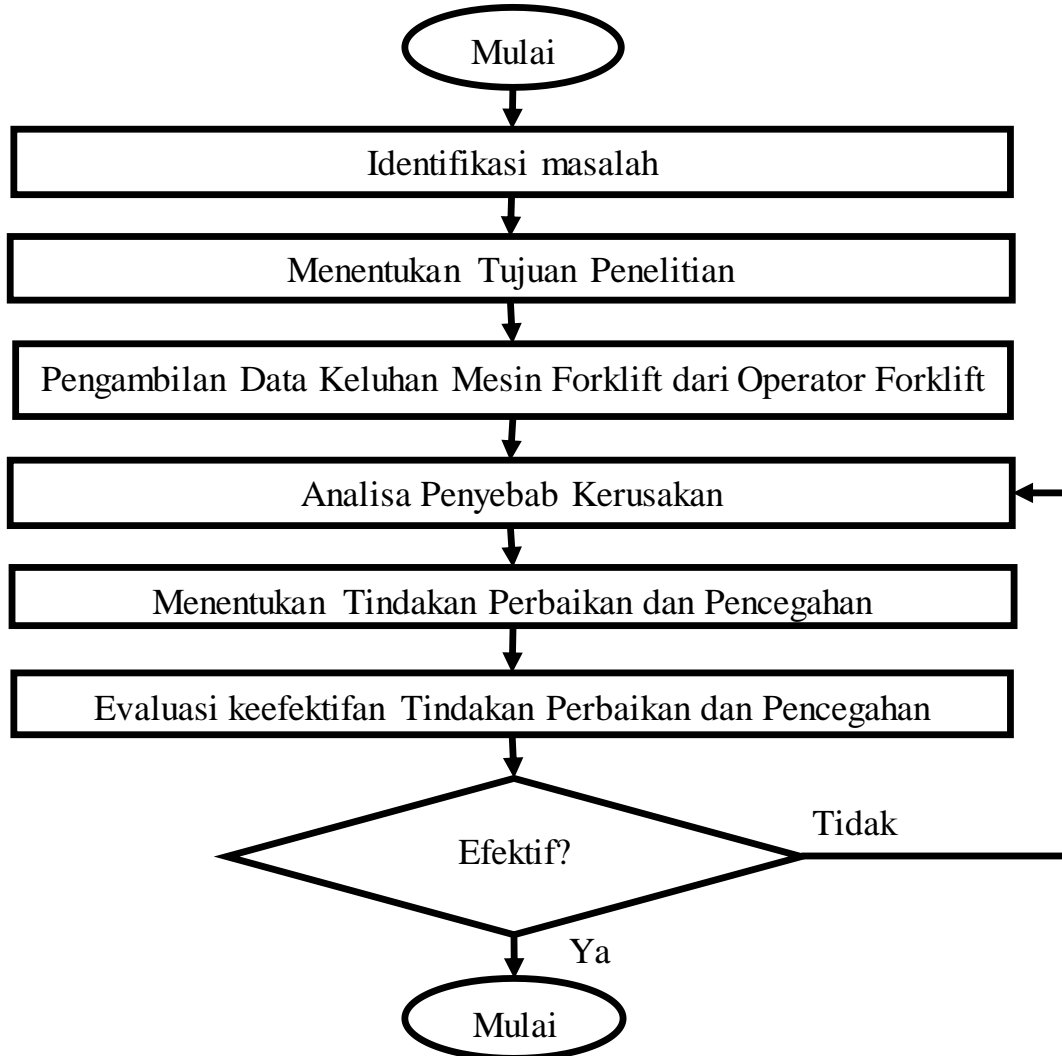 Mulai
Identifikasi masalah
Menentukan Tujuan Penelitian
Pengambilan Data Keluhan Mesin Forklift dari Operator Forklift
Analisa Penyebab Kerusakan
Menentukan Tindakan Perbaikan dan Pencegahan
Evaluasi keefektifan Tindakan Perbaikan dan Pencegahan
Efektif?
Tidak
Ya
Mulai